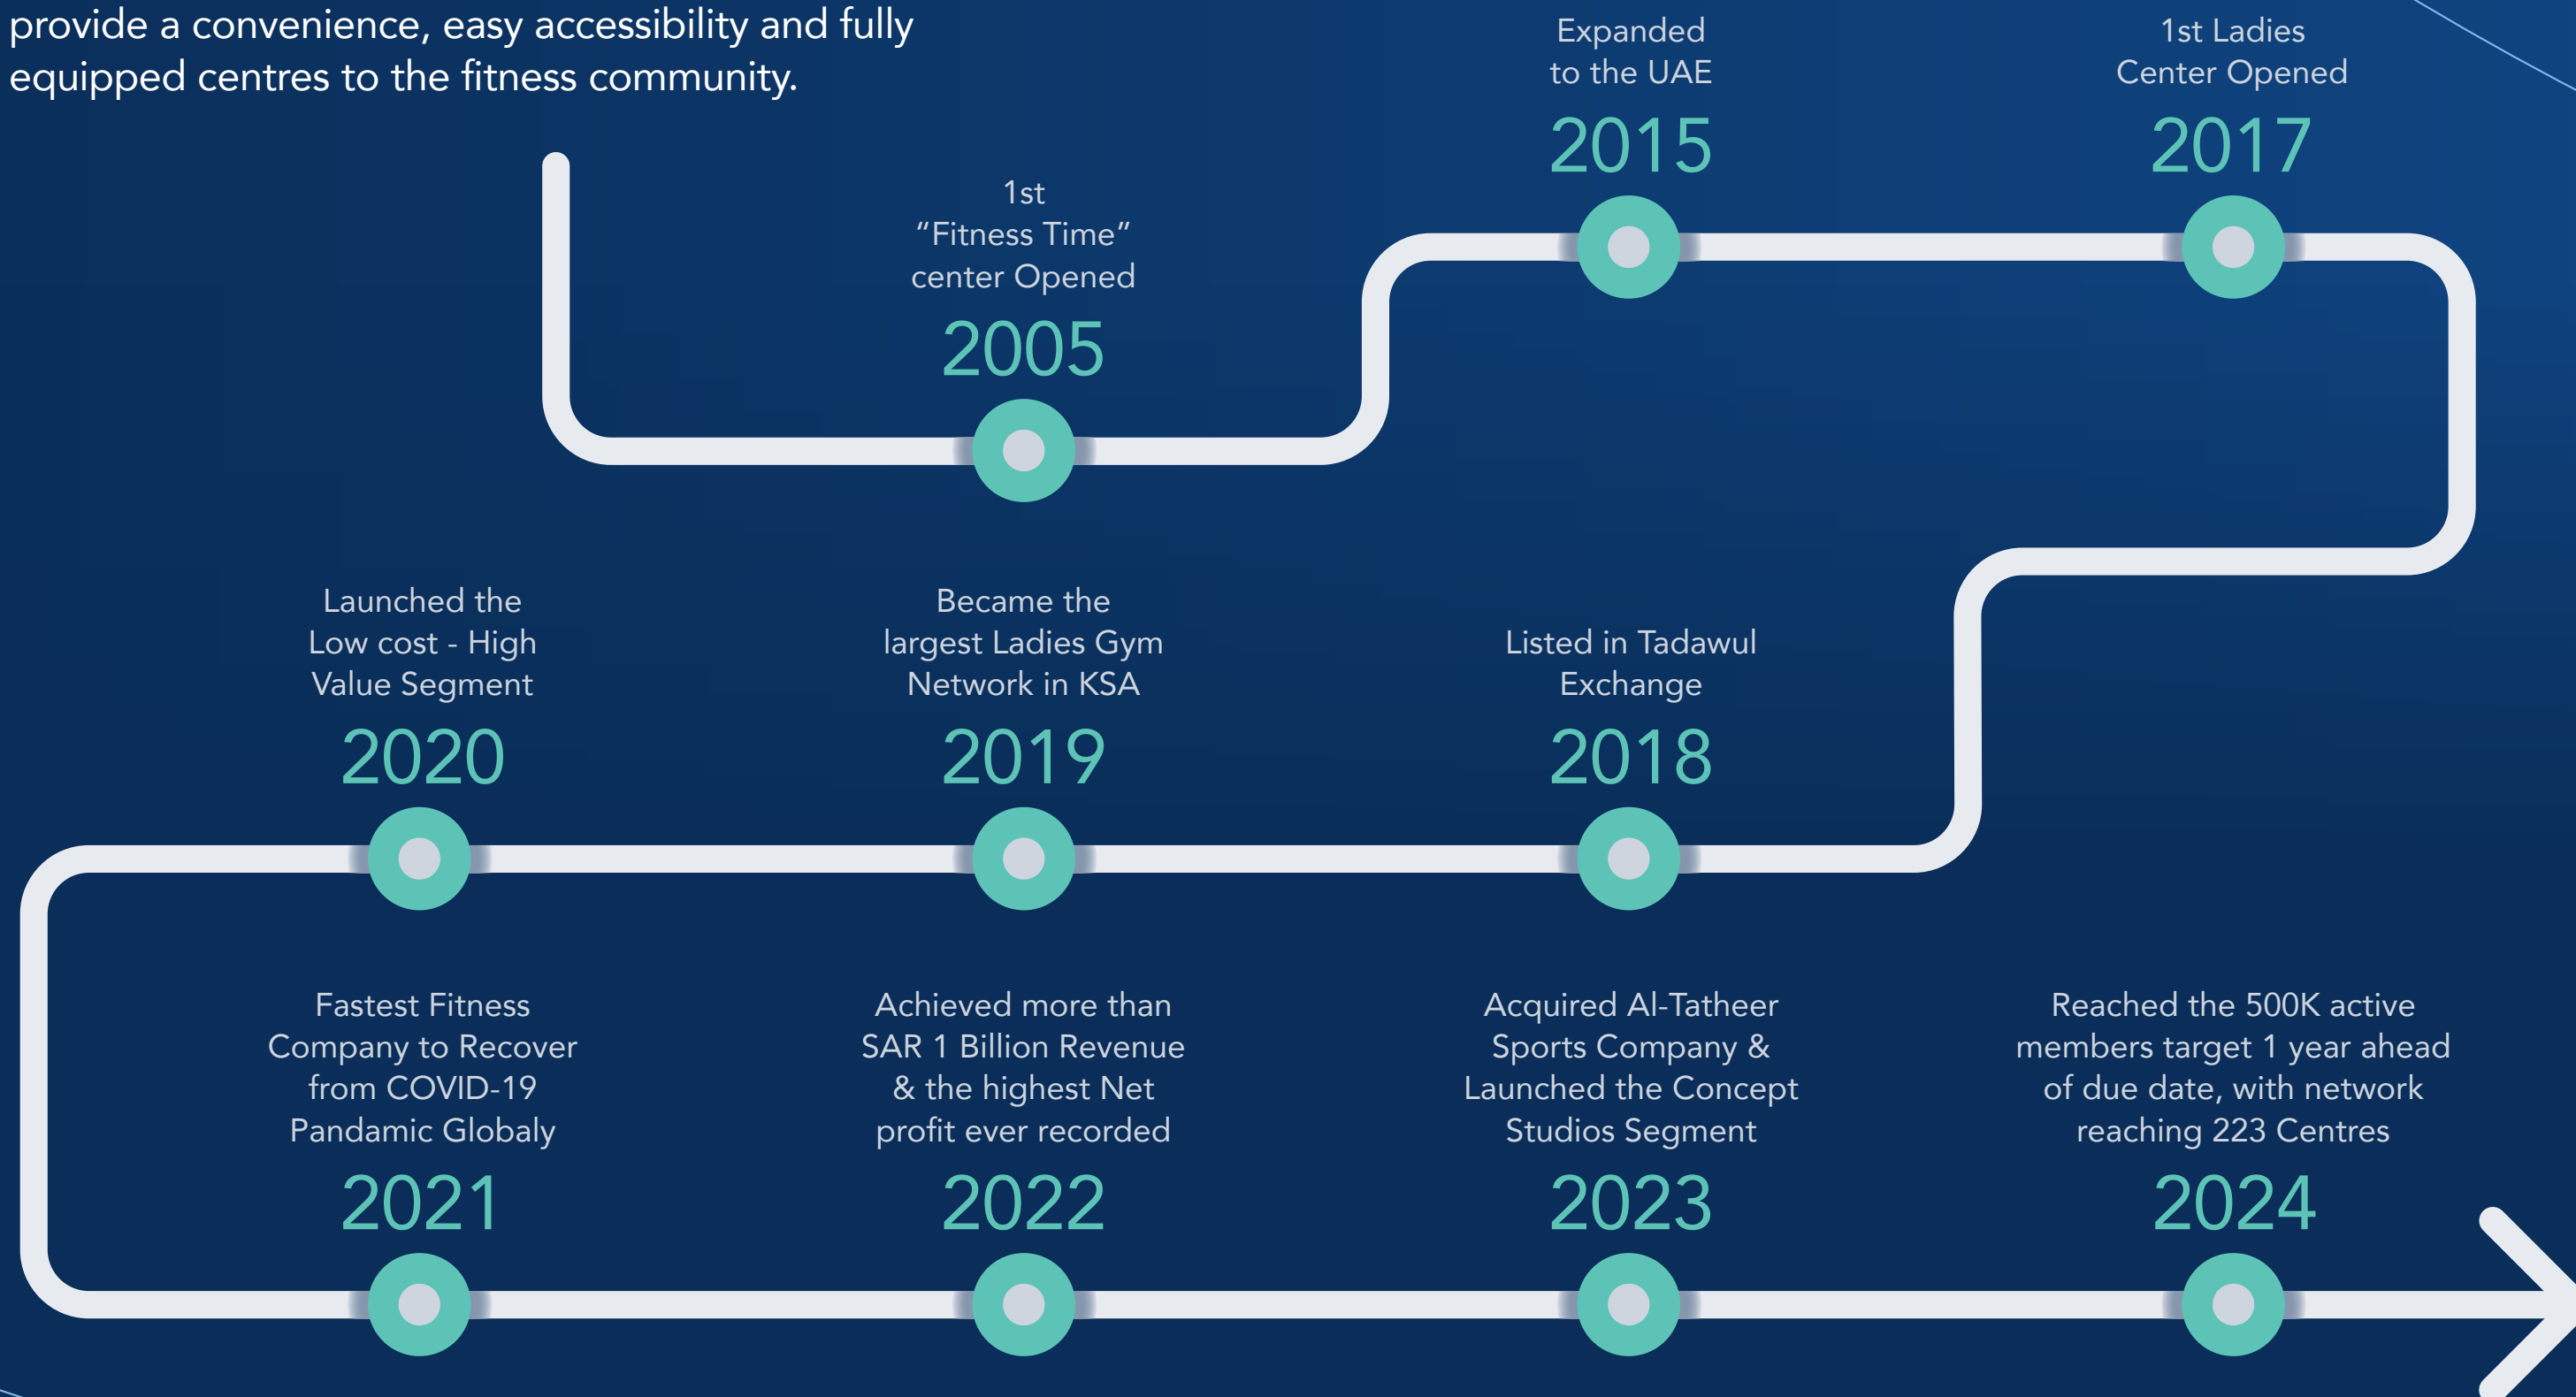 provide a convenience, easy accessibility and fully
equipped centres to the fitness community.
1st
“Fitness Time”
center Opened
2005
Expanded
to the UAE
2015
1st Ladies
Center Opened
2017
Listed in Tadawul
Exchange
2018
Became the
largest Ladies Gym
Network in KSA
2019
Launched the
Low cost - High
Value Segment
2020
Fastest Fitness
Company to Recover
from COVID-19
Pandamic Globaly
2021
Achieved more than
SAR 1 Billion Revenue
& the highest Net
profit ever recorded
2022
Acquired Al-Tatheer
Sports Company &
Launched the Concept
Studios Segment
2023
Reached the 500K active
members target 1 year ahead
of due date, with network
reaching 223 Centres
2024